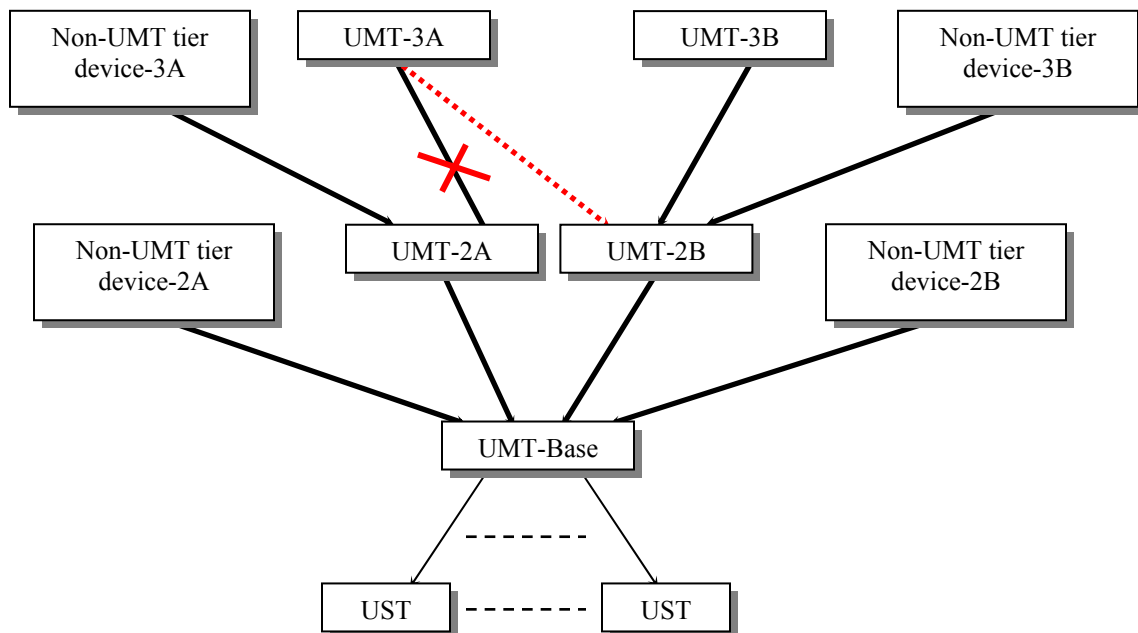 Non-UMT tier
device-3A
UMT-3A
UMT-3B
Non-UMT tier
device-3B
Non-UMT tier
device-2A
UMT-2A
UMT-2B
Non-UMT tier
device-2B
UMT-Base
UST
UST